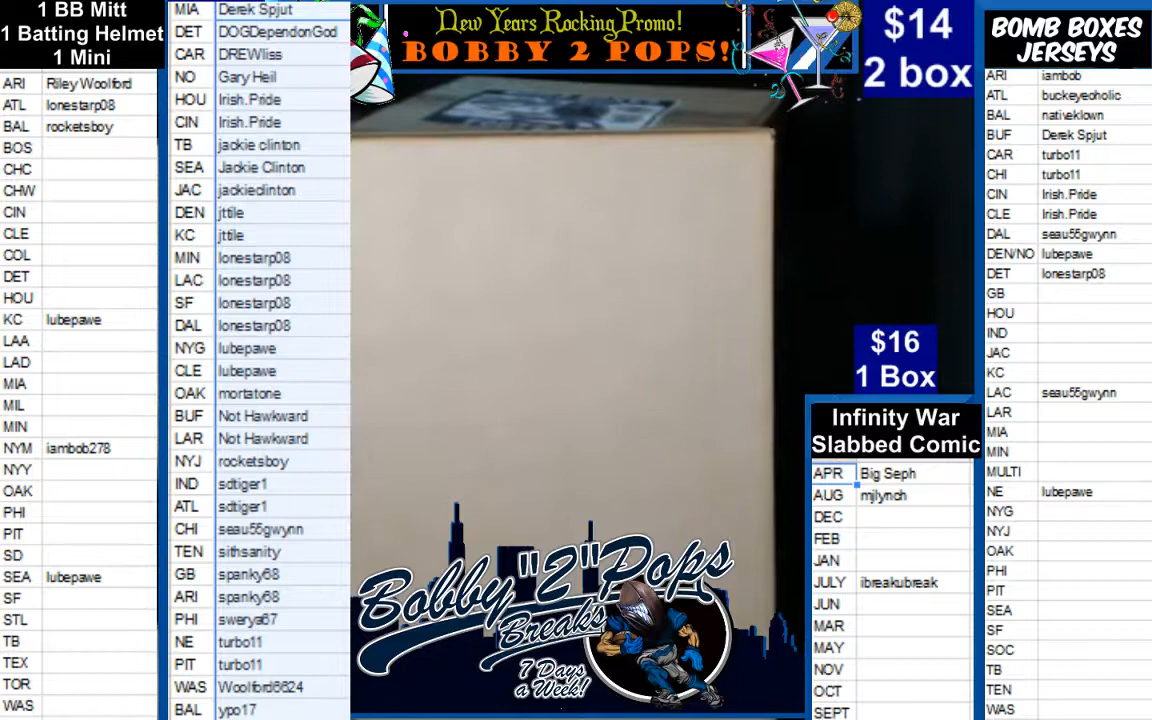 1 BB Mitt
1 Batting Helmet
1 Mini
ARI Riley Woolford
ATL lonestarp08
BAL rocketsboy
BOS
CHC
CHW
CIN
CLE
COL
DET
HOU
KC lubepawe
LAA
LAD
MIA
MIL
MIN
NYM iambob278
NYY
OAK
PHI
PIT
SD
SEA lubepawe
SF
STL
TB
TEX
TOR
WAS
MIA Derek Spjut
DET DOGDependonGod
CAR DREWliss
NO Gary Heil
HOU Irish.Pride
CIN Irish.Pride
TB jackie clinton
SEA Jackie Clinton
JAC jackieclinton
DEN jttile
KC jttile
MIN lonestarp08
LAC lonestarp08
SF lonestarp08
DAL lonestarp08
NYG lubepawe
CLE lubepawe
OAK mortatone
BUF Not Hawkward
LAR Not Hawkward
NYJ rocketsboy
IND sdtiger1
ATL sdtiger1
CHI seau55gwynn
TEN sithsanity
GB spanky68
ARI spanky68
PHI swerya67
NE turbo11
PIT turbo11
WAS Woolford6624
BAL ypo17
New Years Rocking Promo!
BOBBY 2 POPS!
$14
2 box
$16
1 Box
Infinity War
Slabbed Comic
APR Big Seph
AUG mjlynch
DEC
FEB
JAN
JULY ibreakubreak
JUN
MAR
MAY
NOV
OCT
SEPT
Bobby "2" Pops
Breaks
7 Days
a Week!
BOMB BOXES
JERSEYS
ARI iambob
ATL buckeyeoholic
BAL nativeklown
BUF Derek Spjut
CAR turbo11
CHI turbo11
CIN Irish.Pride
CLE Irish.Pride
DAL seau55gwynn
DEN/NO lubepawe
DET lonestarp08
GB
HOU
IND
JAC
KC
LAC seau55gwynn
LAR
MIA
MIN
MULTI
NE lubepawe
NYG
NYJ
OAK
PHI
PIT
SEA
SF
SOC
TB
TEN
WAS